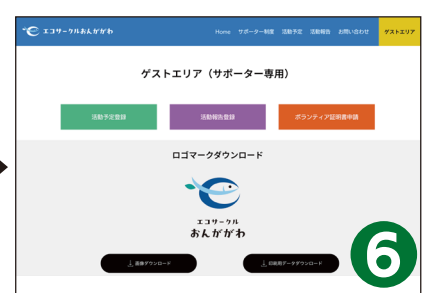 エコサークルおんががわ
Home サポーター制度 活動予定 活動報告 お問い合わせ ゲストエリア
ゲストエリア（サポーター専用）
活動予定登録 活動報告登録 ボランティア証明書申請
ロゴマークダウンロード
エコサークル
おんががわ
画像ダウンロード 印刷用データダウンロード
6